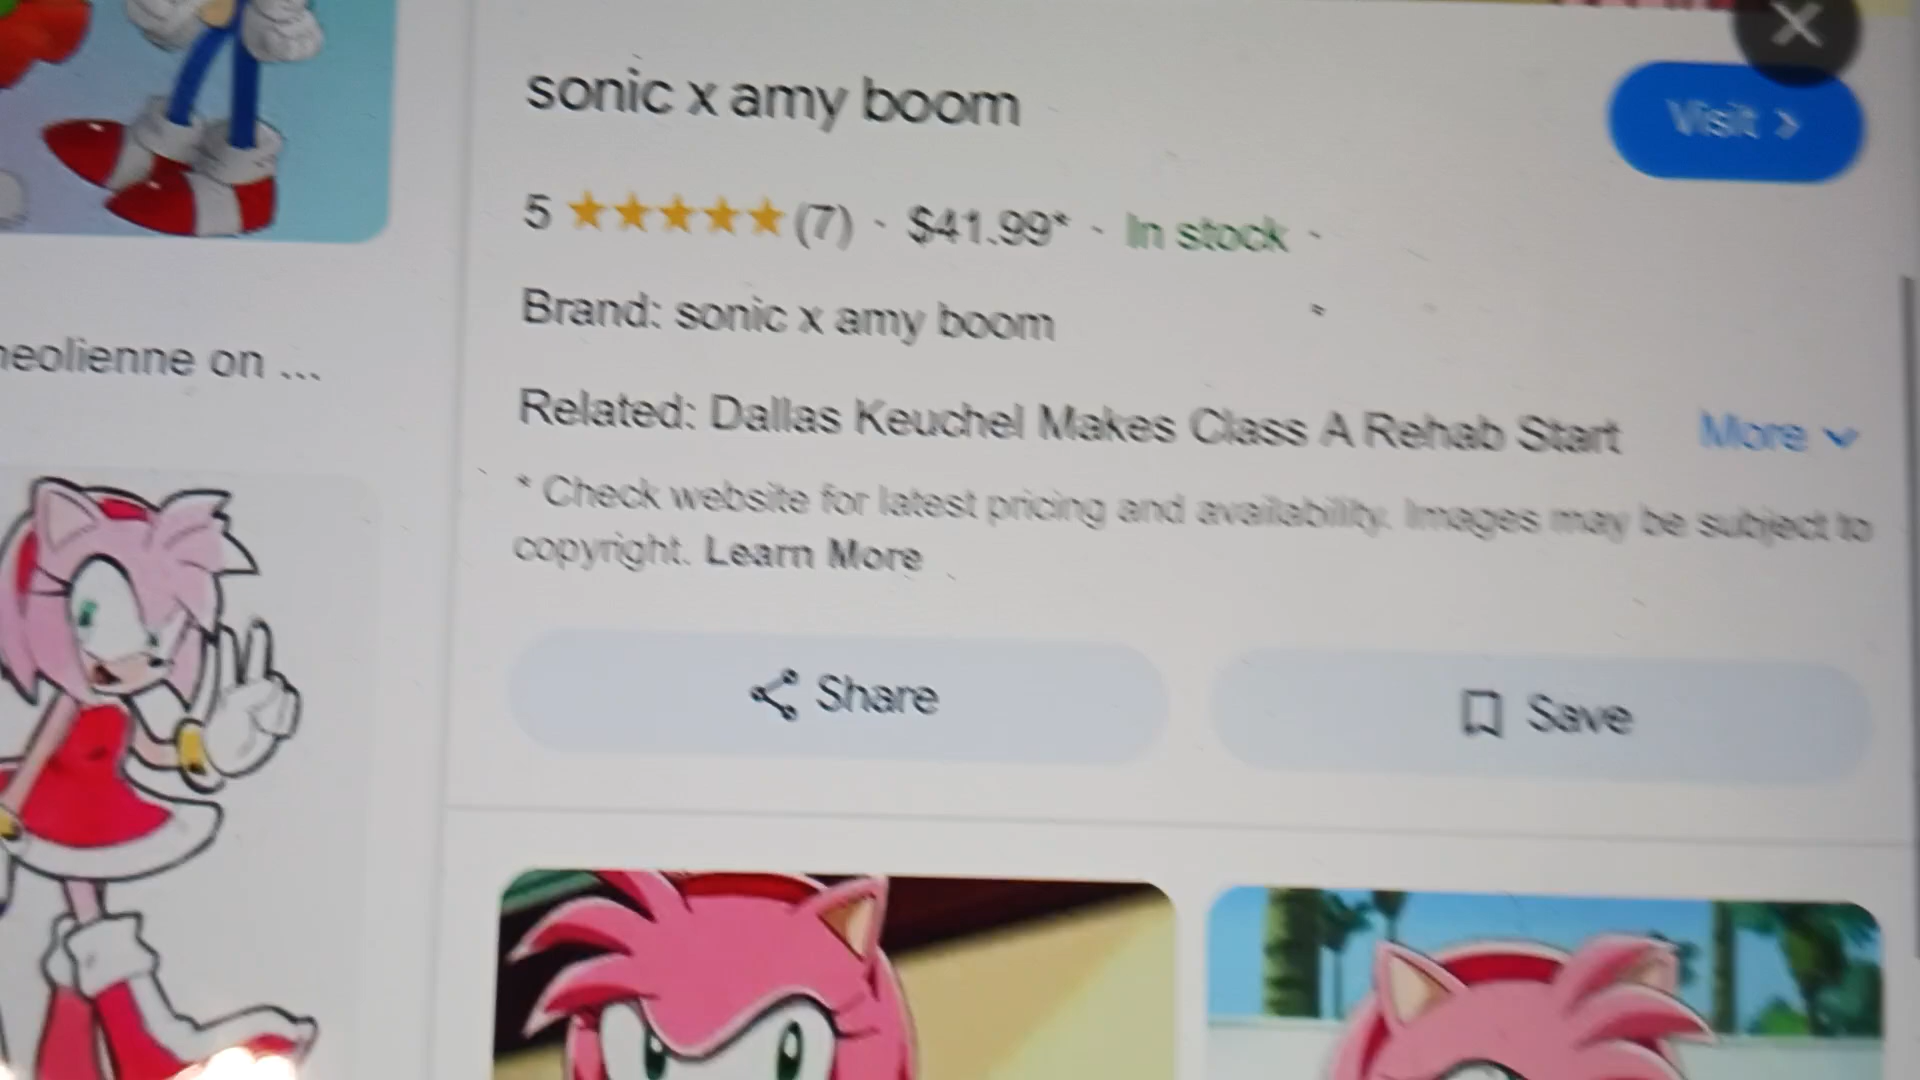 sonic x amy boom
Visit >
5 ★★★★★ (7) · $41.99* · In stock ·
Brand: sonic x amy boom
Related: Dallas Keuchel Makes Class A Rehab Start
More
* Check website for latest pricing and availability. Images may be subject to
copyright. Learn More
Share
Save
neolienne on ...